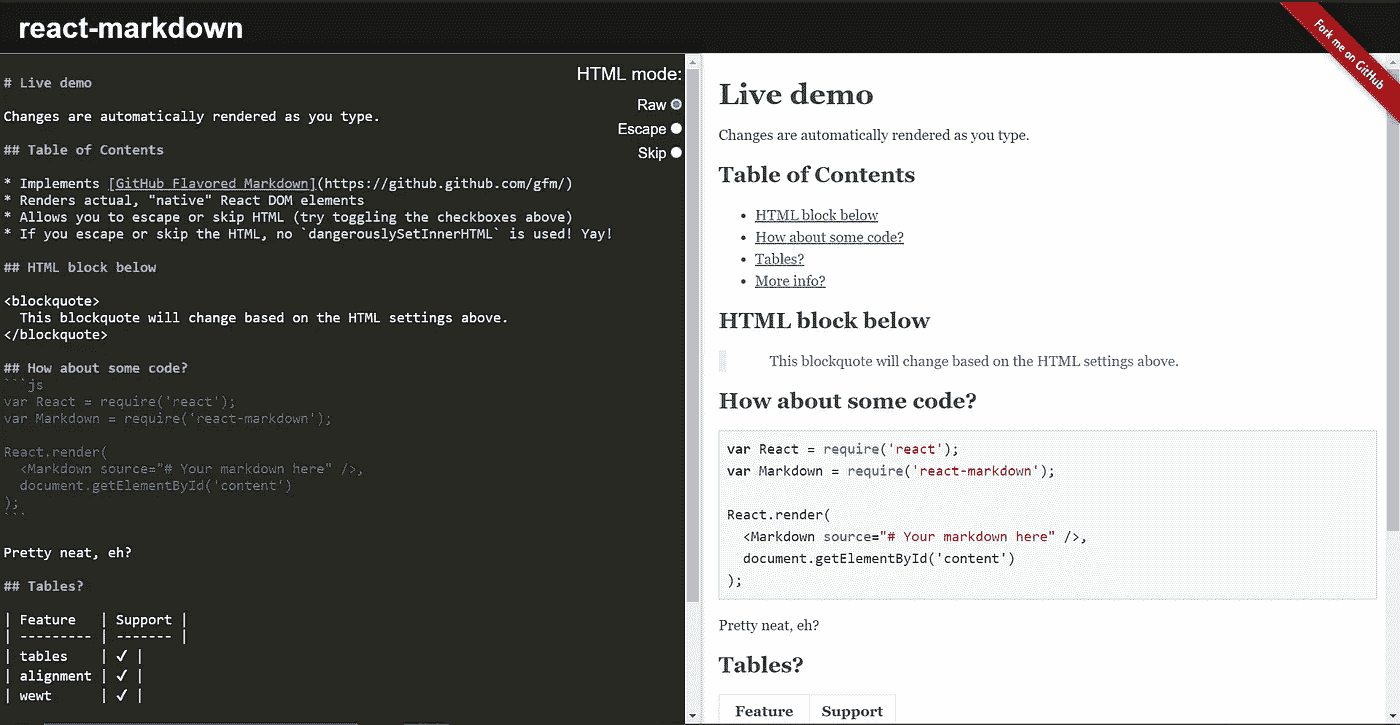 react-markdown
Fork me on GitHub
HTML mode:
Raw
Escape
Skip
# Live demo
Changes are automatically rendered as you type.
## Table of Contents
* Implements [GitHub Flavored Markdown](https://github.github.com/gfm/)
* Renders actual, "native" React DOM elements
* Allows you to escape or skip HTML (try toggling the checkboxes above)
* If you escape or skip the HTML, no `dangerouslySetInnerHTML` is used! Yay!
## HTML block below
<blockquote>
This blockquote will change based on the HTML settings above.
</blockquote>
## How about some code?
```js
var React = require('react');
var Markdown = require('react-markdown');
React.render(
<Markdown source="# Your markdown here" />,
document.getElementById('content')
);
```
Pretty neat, eh?
## Tables?
| Feature | Support |
| --------- | ------- |
| tables | ✔ |
| alignment | ✔ |
| wewt | ✔ |
Live demo
Changes are automatically rendered as you type.
Table of Contents
• HTML block below
• How about some code?
• Tables?
• More info?
HTML block below
This blockquote will change based on the HTML settings above.
How about some code?
var React = require('react');
var Markdown = require('react-markdown');
React.render(
<Markdown source="# Your markdown here" />,
document.getElementById('content')
);
Pretty neat, eh?
Tables?
Feature Support